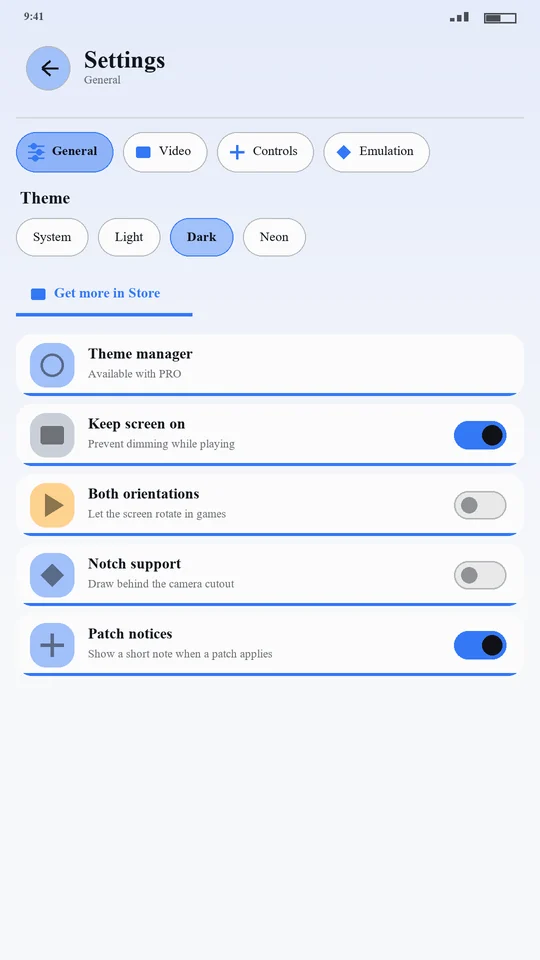 9:41
Settings
General
General
Video
Controls
Emulation
Theme
System
Light
Dark
Neon
Get more in Store
Theme manager
Available with PRO
Keep screen on
Prevent dimming while playing
Both orientations
Let the screen rotate in games
Notch support
Draw behind the camera cutout
Patch notices
Show a short note when a patch applies